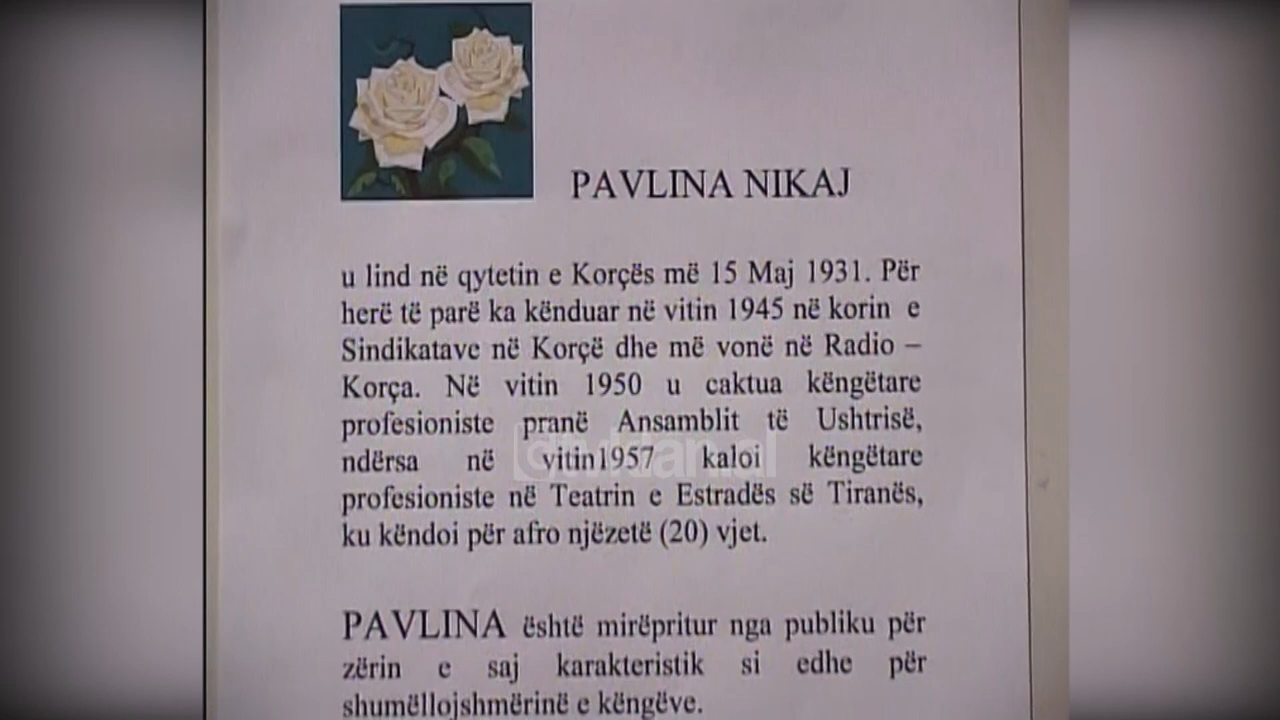 PAVLINA NIKAJ
u lind në qytetin e Korçës më 15 Maj 1931. Për
herë të parë ka kënduar në vitin 1945 në korin e
Sindikatave në Korçë dhe më vonë në Radio –
Korça. Në vitin 1950 u caktua këngëtare
profesioniste pranë Ansamblit të Ushtrisë,
ndërsa në vitin1957 kaloi këngëtare
profesioniste në Teatrin e Estradës së Tiranës,
ku këndoi për afro njëzetë (20) vjet.
PAVLINA është mirëpritur nga publiku për
zërin e saj karakteristik si edhe për
shumëllojshmërinë e këngëve.